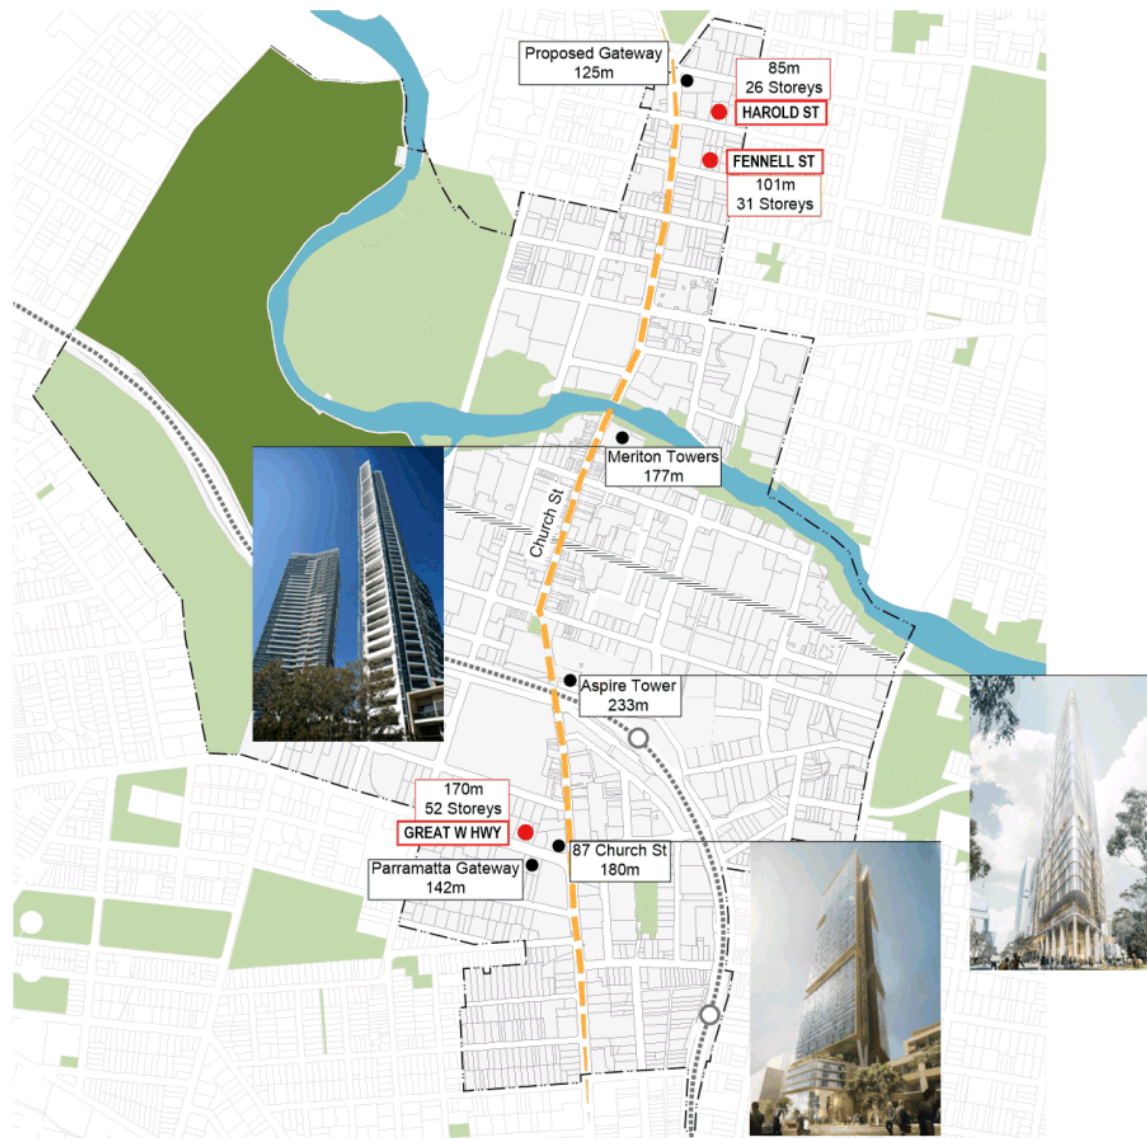 Proposed Gateway
125m
85m
26 Storeys
HAROLD ST
FENNELL ST
101m
31 Storeys
Meriton Towers
177m
Church St
Aspire Tower
233m
170m
52 Storeys
GREAT W HWY
87 Church St
180m
Parramatta Gateway
142m